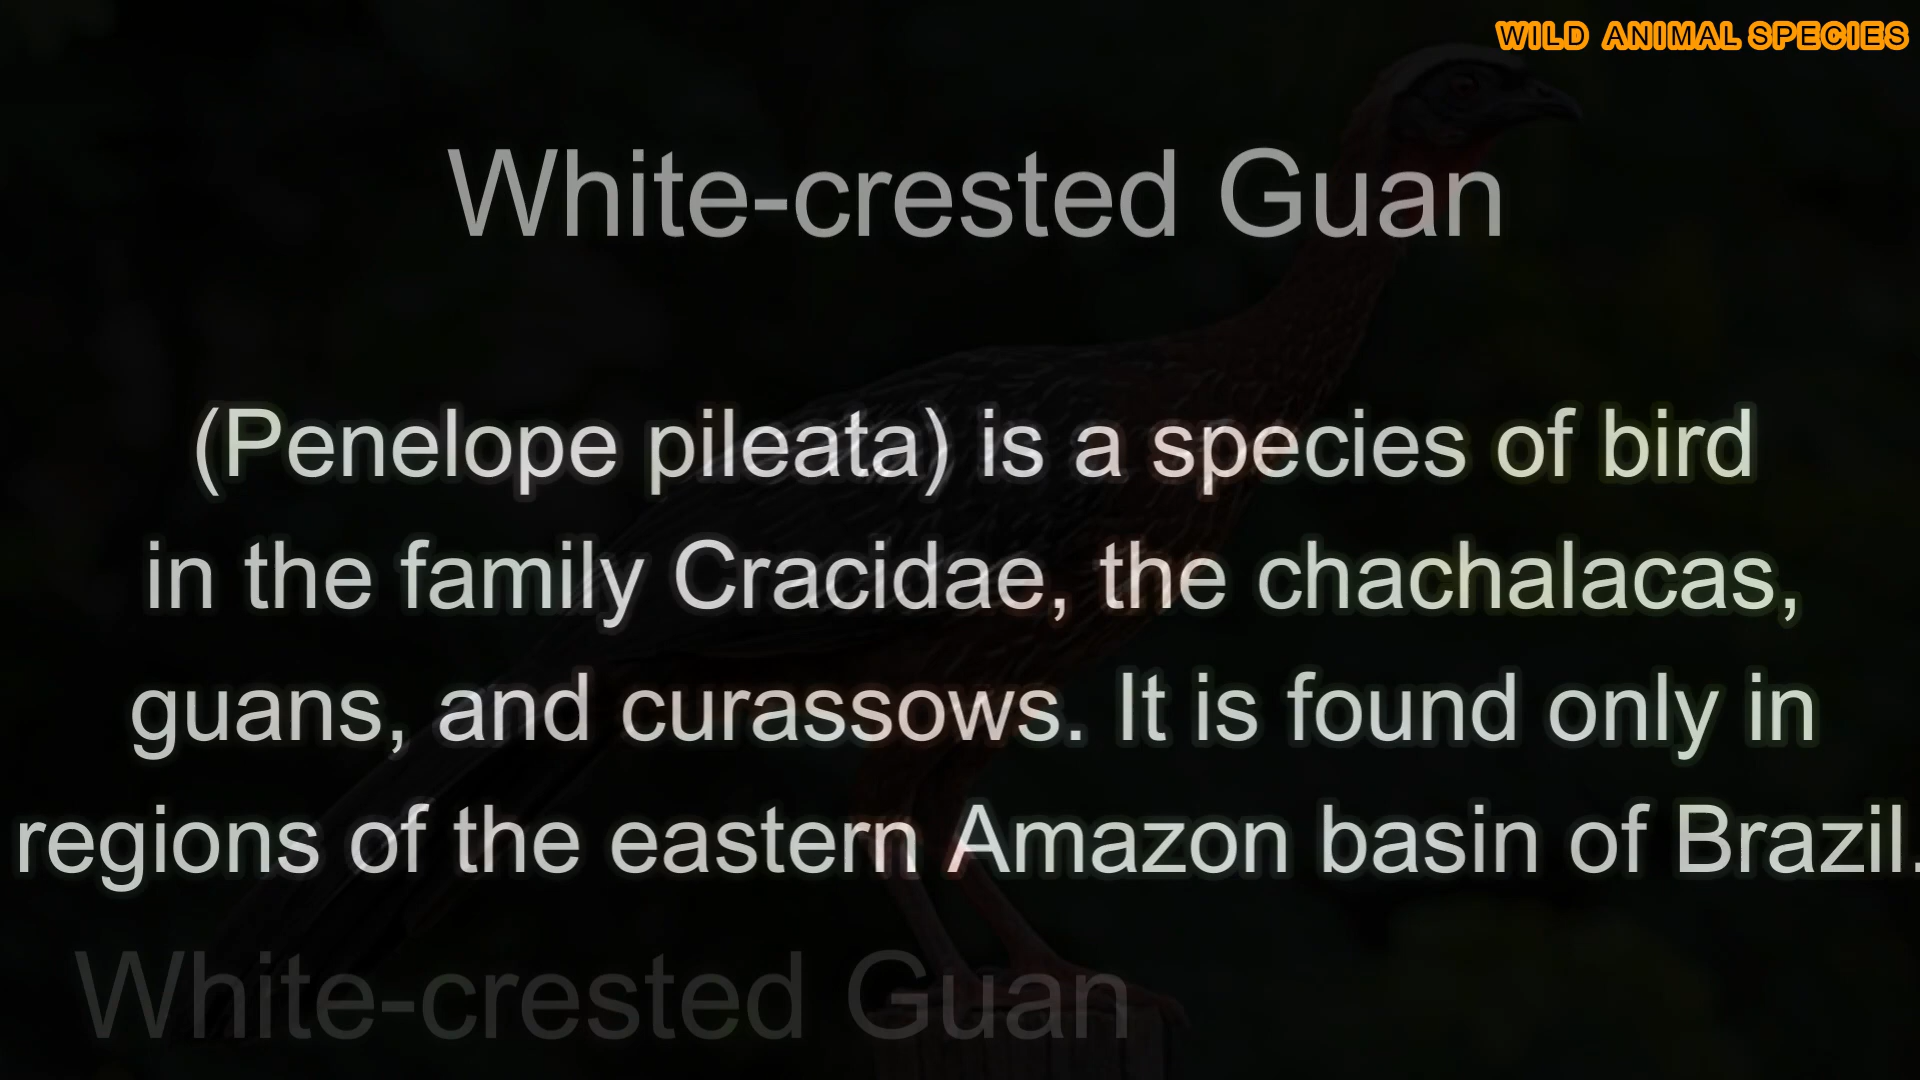 WILD ANIMAL SPECIES
White-crested Guan
(Penelope pileata) is a species of bird
in the family Cracidae, the chachalacas,
guans, and curassows. It is found only in
regions of the eastern Amazon basin of Brazil.
White-crested Guan